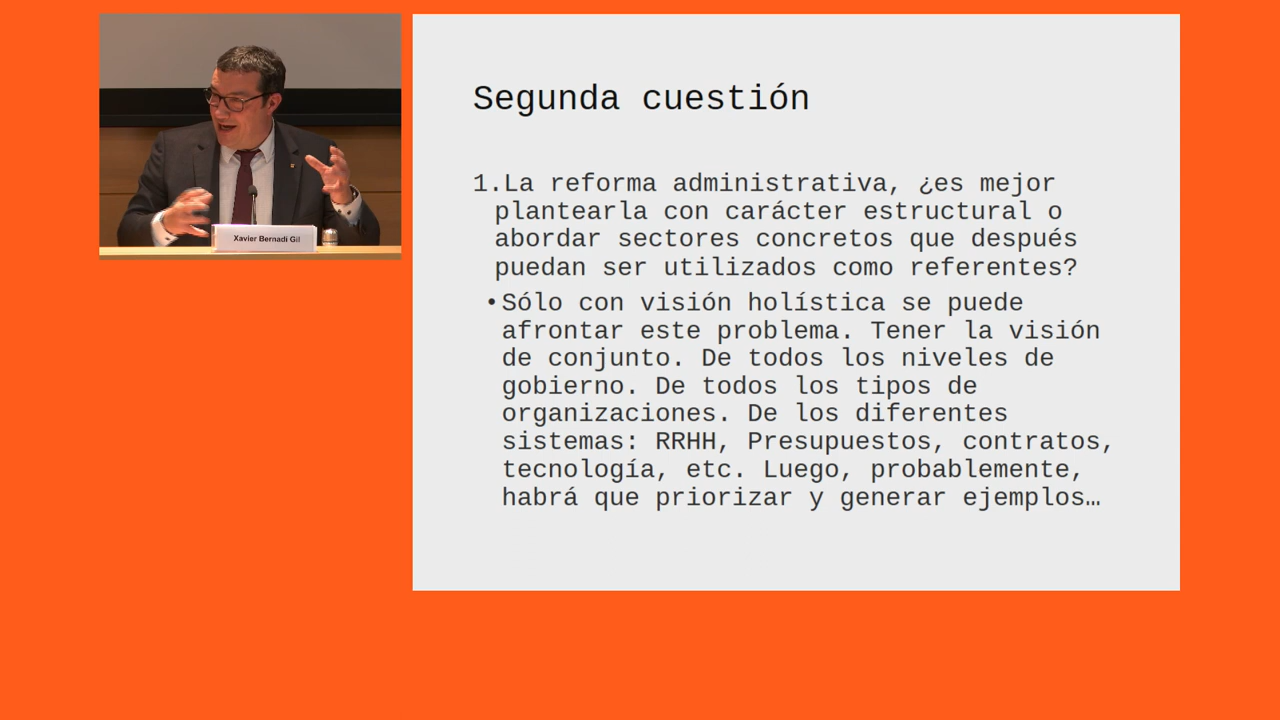 Xavier Bernadí Gil
Segunda cuestión
1.La reforma administrativa, ¿es mejor
plantearla con carácter estructural o
abordar sectores concretos que después
puedan ser utilizados como referentes?
•Sólo con visión holística se puede
afrontar este problema. Tener la visión
de conjunto. De todos los niveles de
gobierno. De todos los tipos de
organizaciones. De los diferentes
sistemas: RRHH, Presupuestos, contratos,
tecnología, etc. Luego, probablemente,
habrá que priorizar y generar ejemplos…